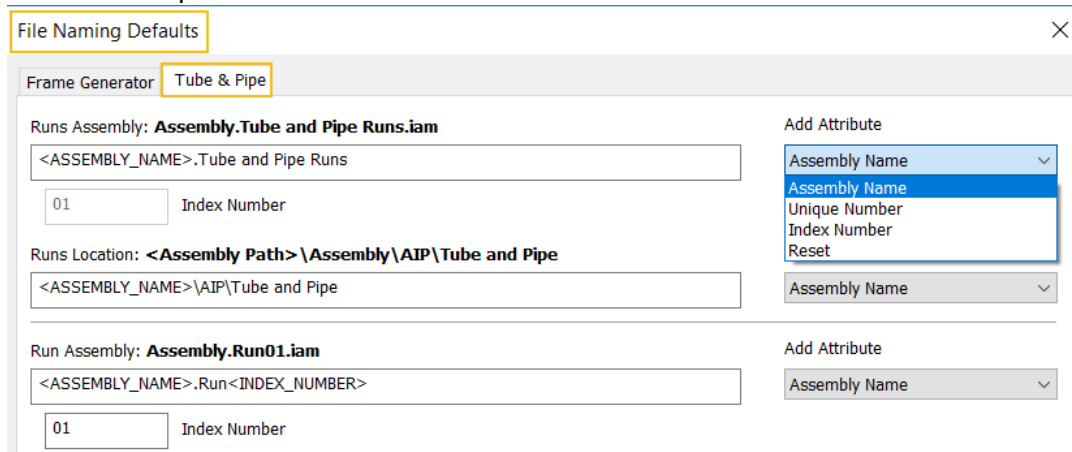 File Naming Defaults
Frame Generator Tube & Pipe
Runs Assembly: Assembly.Tube and Pipe Runs.iam Add Attribute
<ASSEMBLY_NAME>.Tube and Pipe Runs Assembly Name
Assembly Name
01 Index Number Unique Number
Index Number
Runs Location: <Assembly Path>\Assembly\AIP\Tube and Pipe Reset
<ASSEMBLY_NAME>\AIP\Tube and Pipe Assembly Name
Run Assembly: Assembly.Run01.iam Add Attribute
<ASSEMBLY_NAME>.Run<INDEX_NUMBER> Assembly Name
01 Index Number